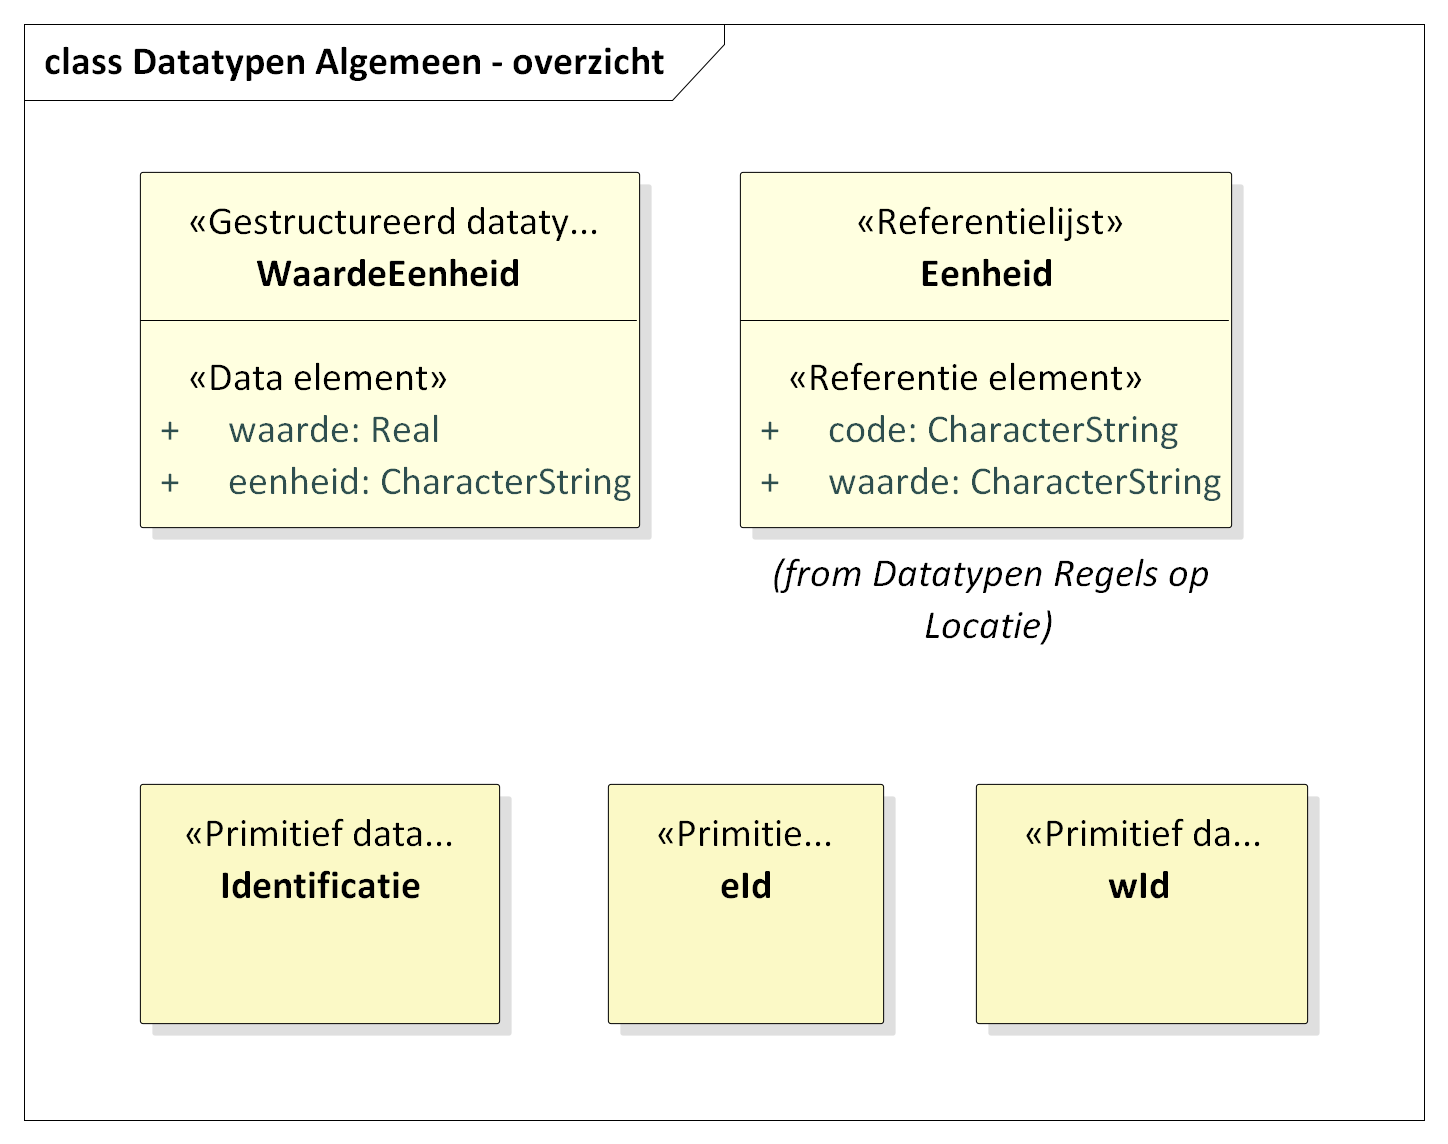 class Datatypen Algemeen - overzicht
«Gestructureerd dataty...
WaardeEenheid
«Data element»
+ waarde: Real
+ eenheid: CharacterString
«Referentielijst»
Eenheid
«Referentie element»
+ code: CharacterString
+ waarde: CharacterString
(from Datatypen Regels op
Locatie)
«Primitief data...
Identificatie
«Primitie...
eId
«Primitief da...
wId